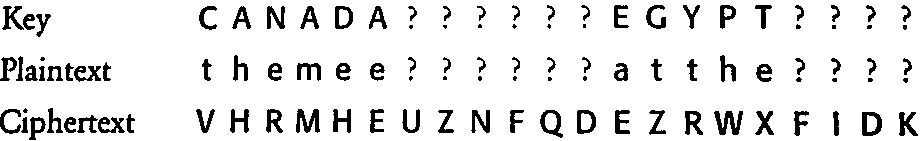 Key C A N A D A ? ? ? ? ? ? E G Y P T ? ? ? ?
Plaintext t h e m e e ? ? ? ? ? ? a t t h e ? ? ? ?
Ciphertext V H R M H E U Z N F Q D E Z R W X F I D K